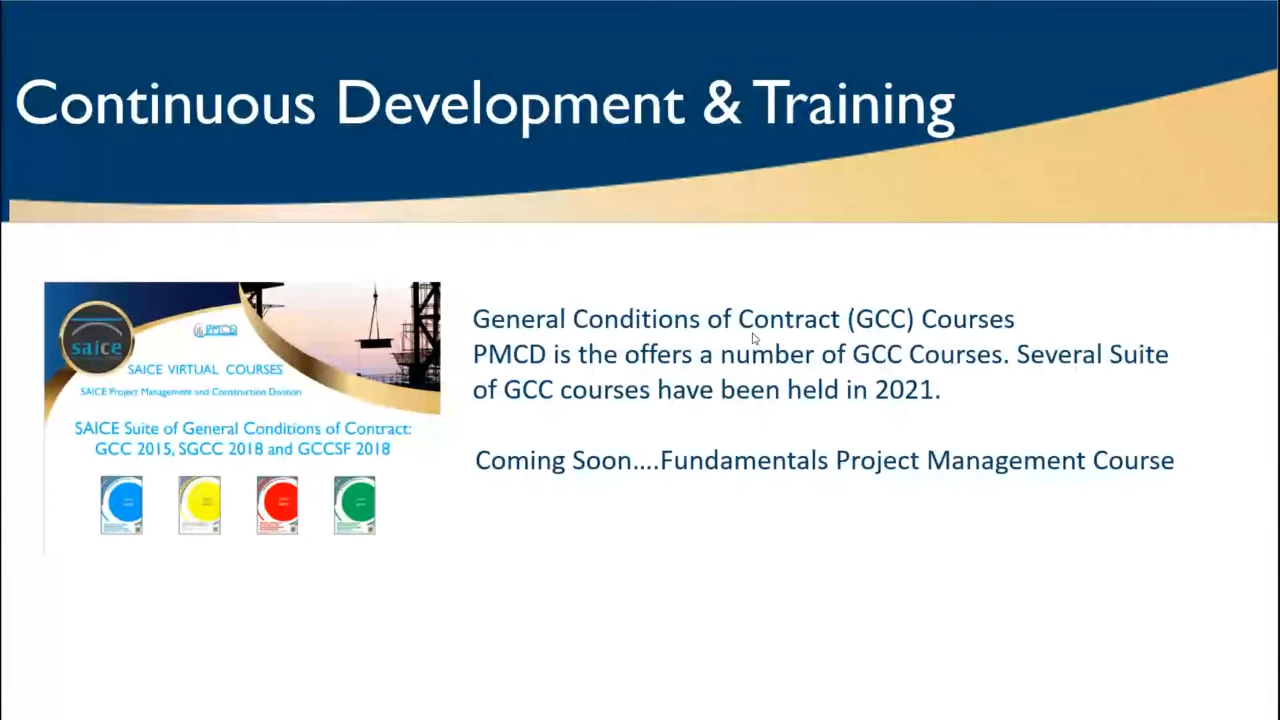 Continuous Development & Training
saice
PMCD
SAICE VIRTUAL COURSES
SAICE Project Management and Construction Division
SAICE Suite of General Conditions of Contract:
GCC 2015, SGCC 2018 and GCCSF 2018
General Conditions of Contract (GCC) Courses
PMCD is the offers a number of GCC Courses. Several Suite
of GCC courses have been held in 2021.
Coming Soon....Fundamentals Project Management Course